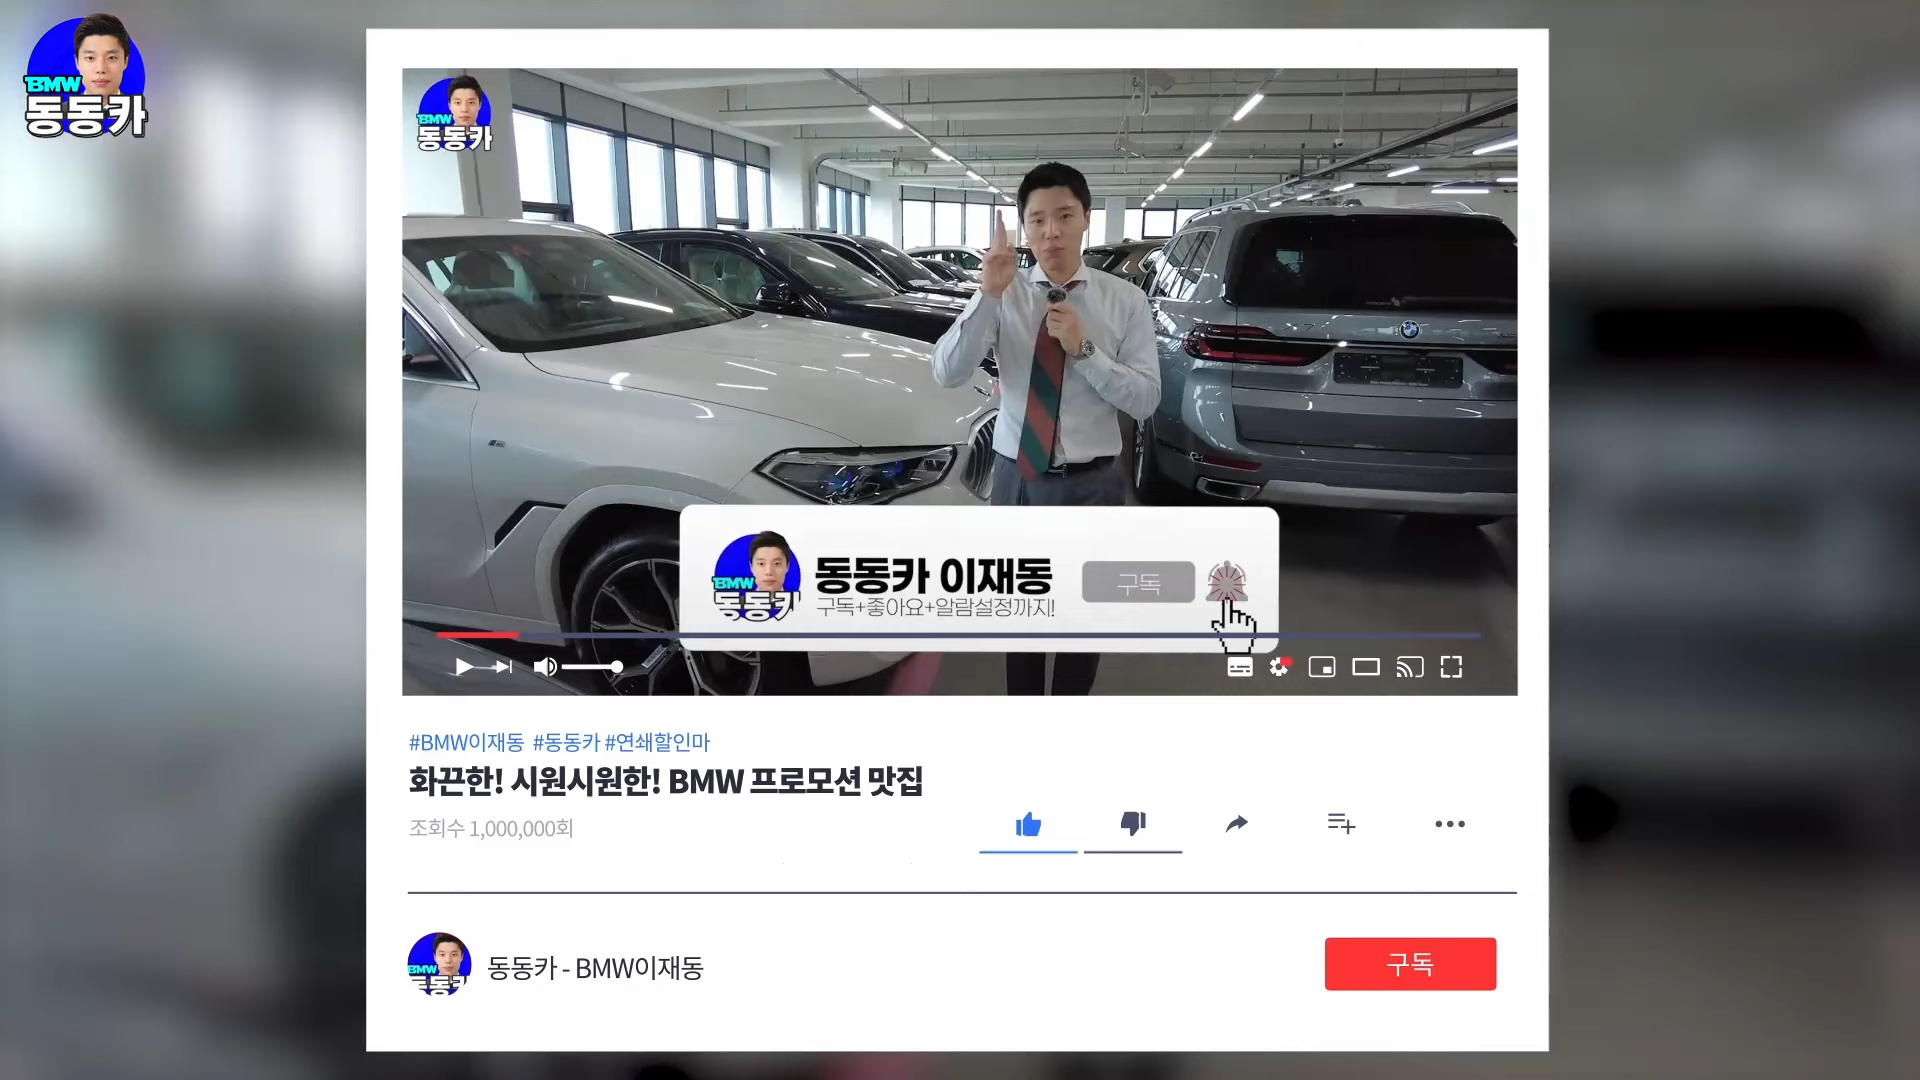 BMW
동동카
BMW
동동카
BMW
동동카
동동카 이재동
구독+좋아요+알람설정까지!
구독
#BMW이재동 #동동카 #연쇄할인마
화끈한! 시원시원한! BMW 프로모션 맛집
조회수 1,000,000회
BMW
동동카
동동카 - BMW이재동
구독